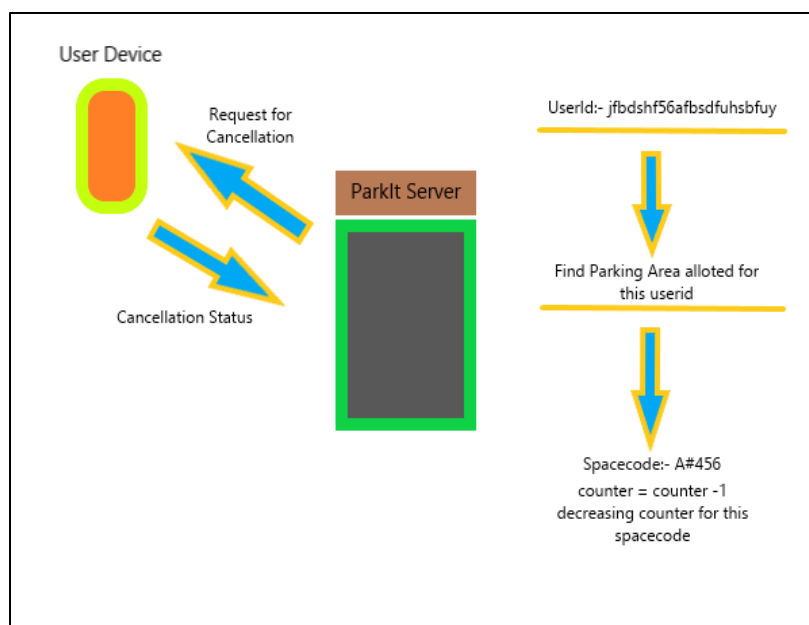 User Device
Request for
Cancellation
ParkIt Server
Cancellation Status
UserId:- jfbdshf56afbsdfuhsbfuy
Find Parking Area alloted for
this userid
Spacecode:- A#456
counter = counter -1
decreasing counter for this
spacecode